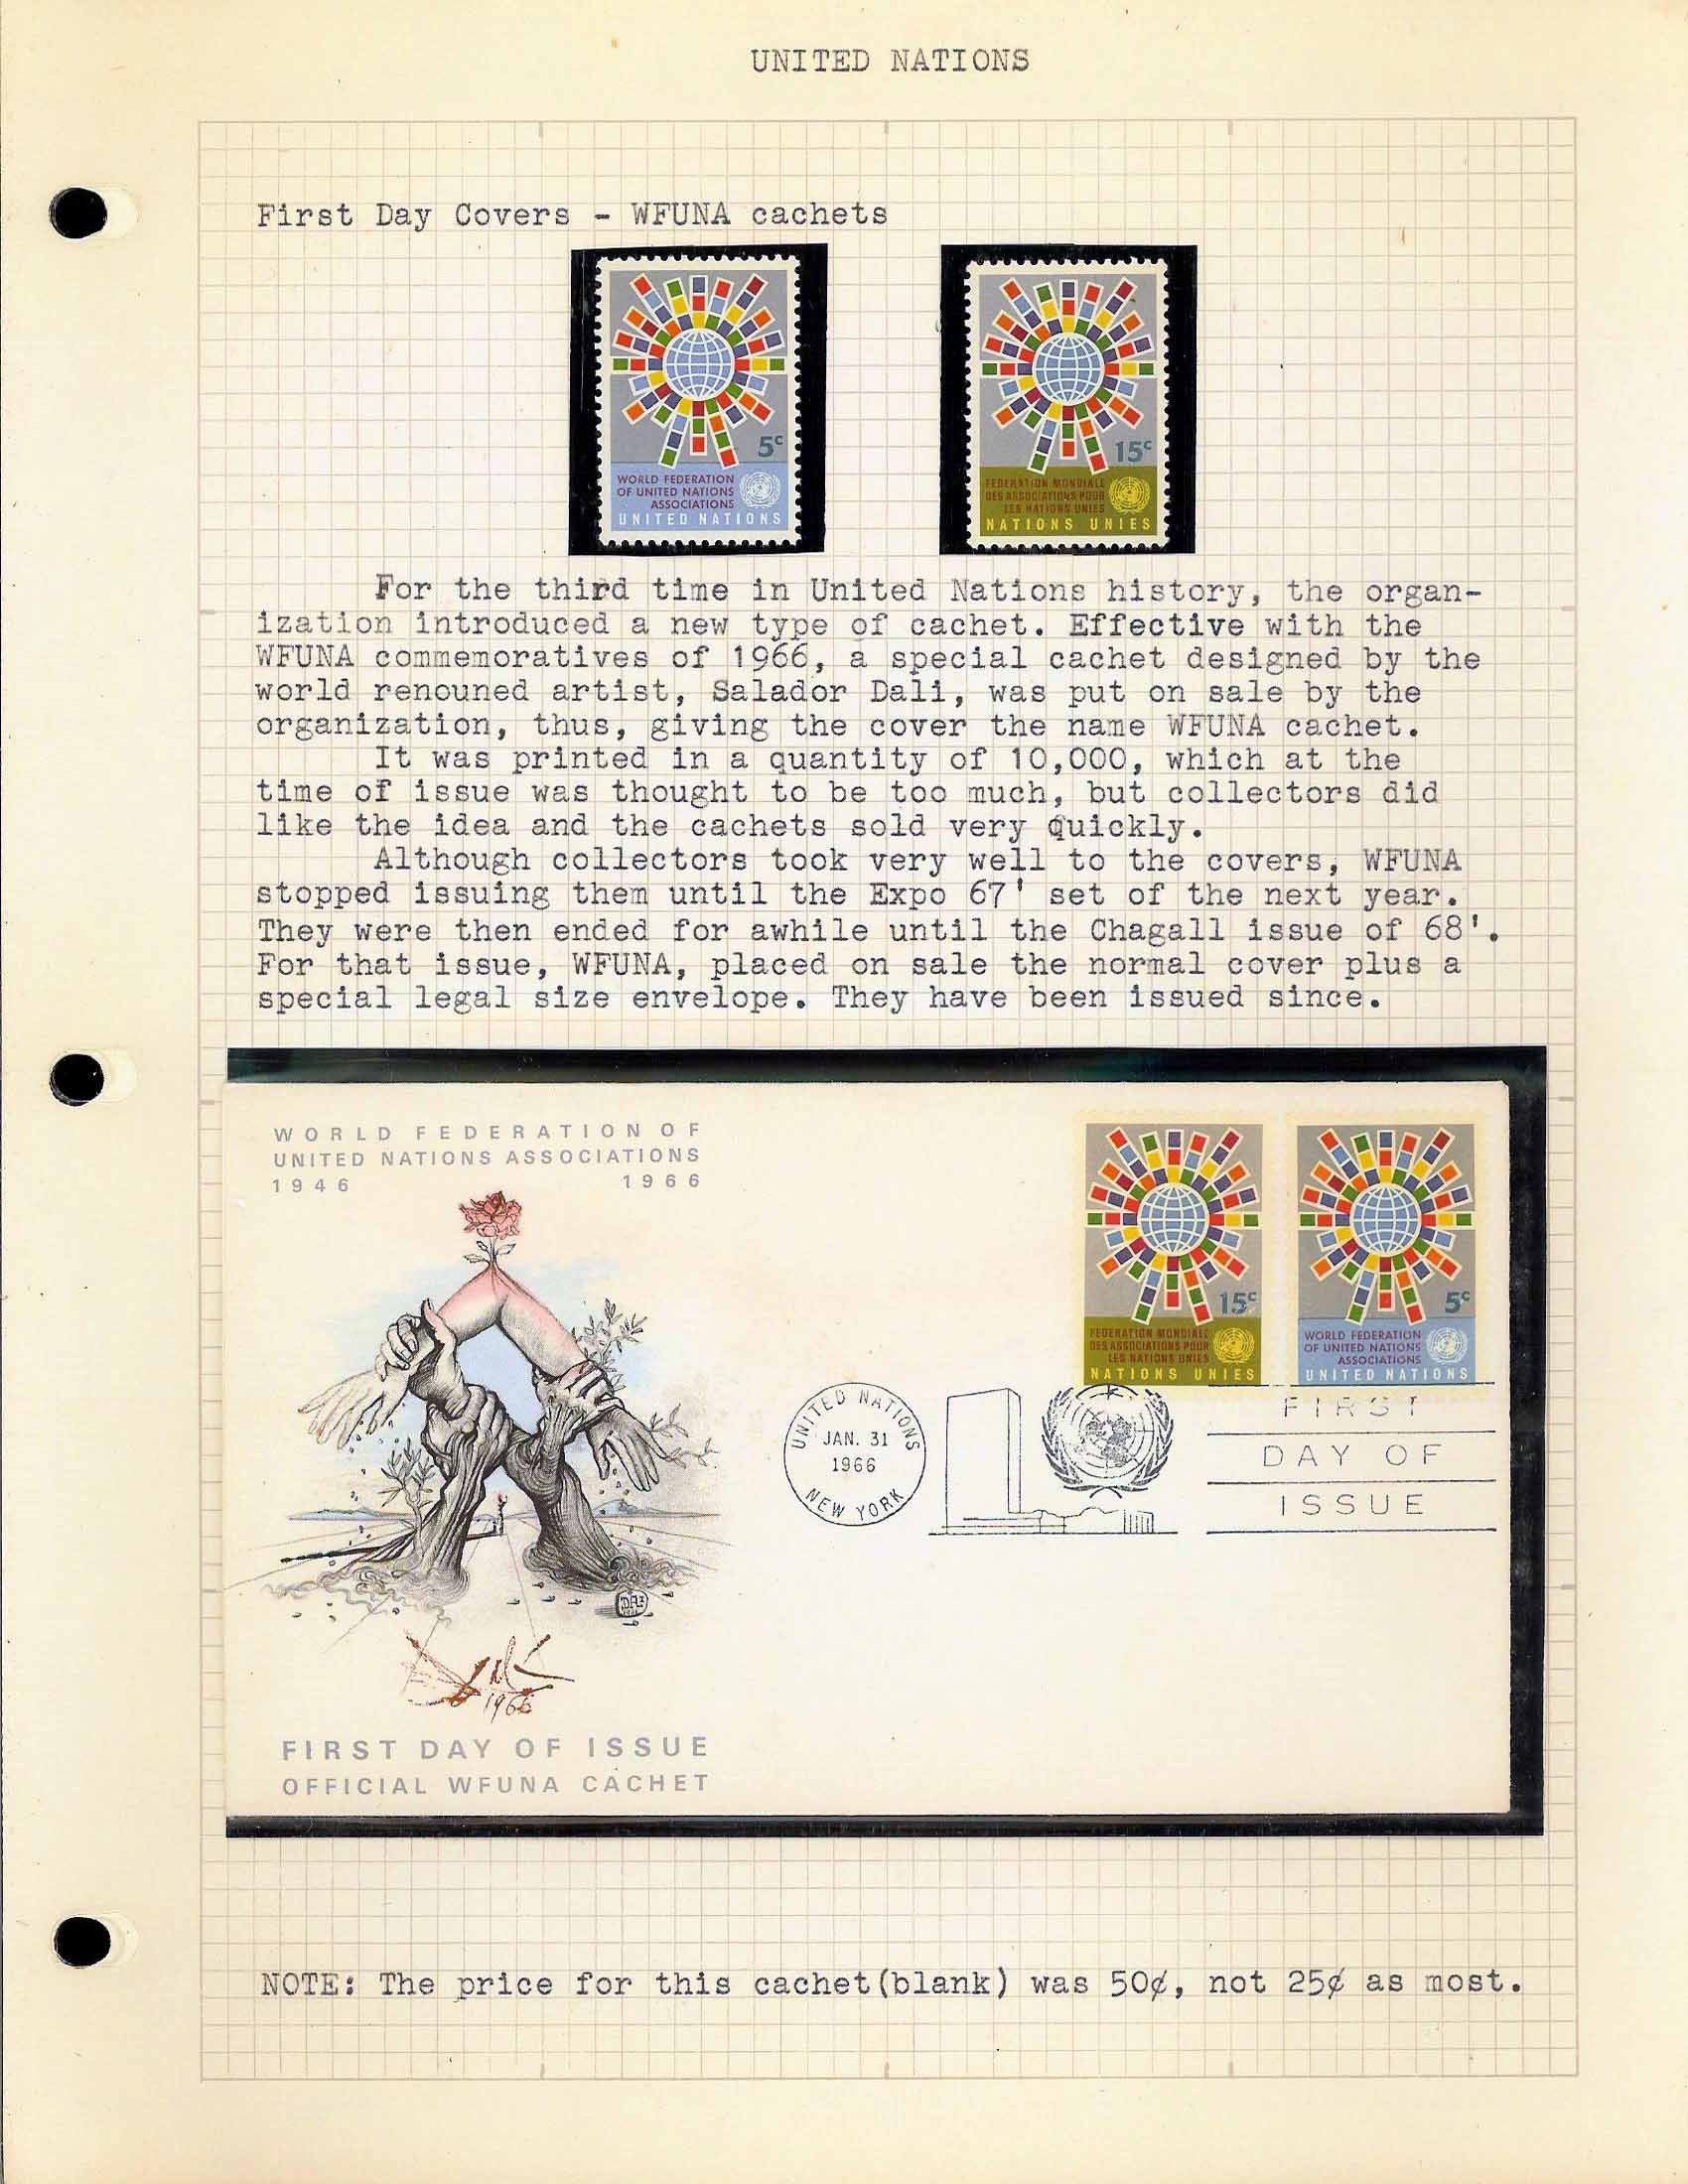 UNITED NATIONS
First Day Covers - WFUNA cachets
5c
WORLD FEDERATION
OF UNITED NATIONS
ASSOCIATIONS
UNITED NATIONS
15c
FEDERATION MONDIALE
DES ASSOCIATIONS POUR
LES NATIONS UNIES
NATIONS UNIES
For the third time in United Nations history, the organ-
ization introduced a new type of cachet. Effective with the
WFUNA commemoratives of 1966, a special cachet designed by the
world renouned artist, Salador Dali, was put on sale by the
organization, thus, giving the cover the name WFUNA cachet.
It was printed in a quantity of 10,000, which at the
time of issue was thought to be too much, but collectors did
like the idea and the cachets sold very quickly.
Although collectors took very well to the covers, WFUNA
stopped issuing them until the Expo 67' set of the next year.
They were then ended for awhile until the Chagall issue of 68'.
For that issue, WFUNA, placed on sale the normal cover plus a
special legal size envelope. They have been issued since.
WORLD FEDERATION OF
UNITED NATIONS ASSOCIATIONS
1946 1966
15c
FEDERATION MONDIALE
DES ASSOCIATIONS POUR
LES NATIONS UNIES
NATIONS UNIES
5c
WORLD FEDERATION
OF UNITED NATIONS
ASSOCIATIONS
UNITED NATIONS
UNITED NATIONS
JAN. 31
1966
NEW YORK
FIRST
DAY OF
ISSUE
DALI
Dali
1966
FIRST DAY OF ISSUE
OFFICIAL WFUNA CACHET
NOTE: The price for this cachet(blank) was 50¢, not 25¢ as most.